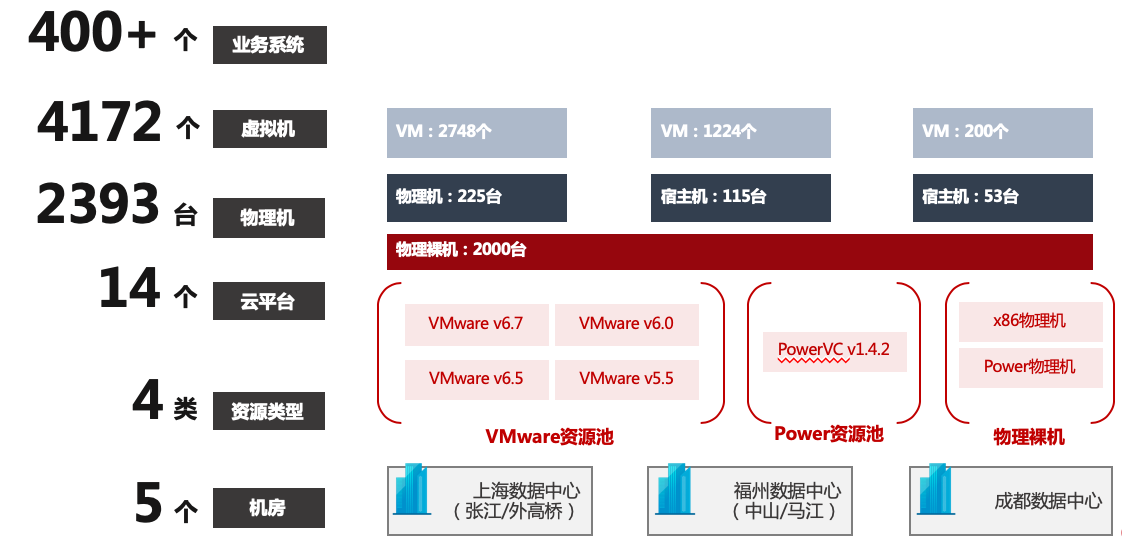 400+ 个 业务系统
4172 个 虚拟机
VM：2748个
VM：1224个
VM：200个
2393 台 物理机
物理机：225台
宿主机：115台
宿主机：53台
物理裸机：2000台
14 个 云平台
VMware v6.7
VMware v6.0
VMware v6.5
VMware v5.5
PowerVC v1.4.2
x86物理机
Power物理机
4 类 资源类型
VMware资源池
Power资源池
物理裸机
5 个 机房
上海数据中心
（张江/外高桥）
福州数据中心
（中山/马江）
成都数据中心